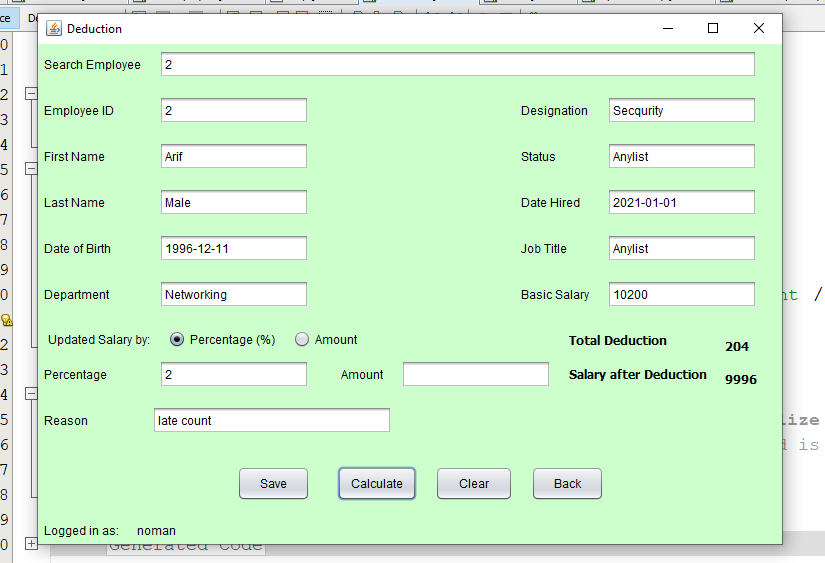 Deduction
Search Employee 2
Employee ID 2 Designation Secqurity
First Name Arif Status Anylist
Last Name Male Date Hired 2021-01-01
Date of Birth 1996-12-11 Job Title Anylist
Department Networking Basic Salary 10200
Updated Salary by: Percentage (%) Amount Total Deduction 204
Percentage 2 Amount Salary after Deduction 9996
Reason late count
Save Calculate Clear Back
Logged in as: noman
Generated Code